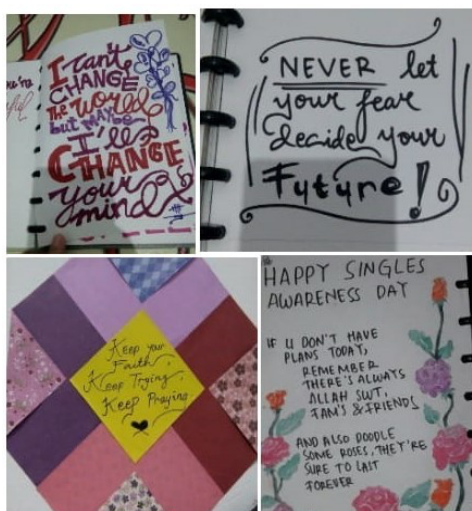 I can't
CHANGE
the world
but maybe
I'll
CHANGE
your
mind
NEVER let
your fear
decide your
Future!
Keep your
Faith,
Keep Trying,
Keep Praying
HAPPY SINGLES
AWARENESS DAY
IF U DON'T HAVE
PLANS TODAY,
REMEMBER
THERE'S ALWAYS
ALLAH SWT,
FAM'S & FRIENDS
AND ALSO DOODLE
SOME ROSES, THEY'RE
SURE TO LAST
FOREVER